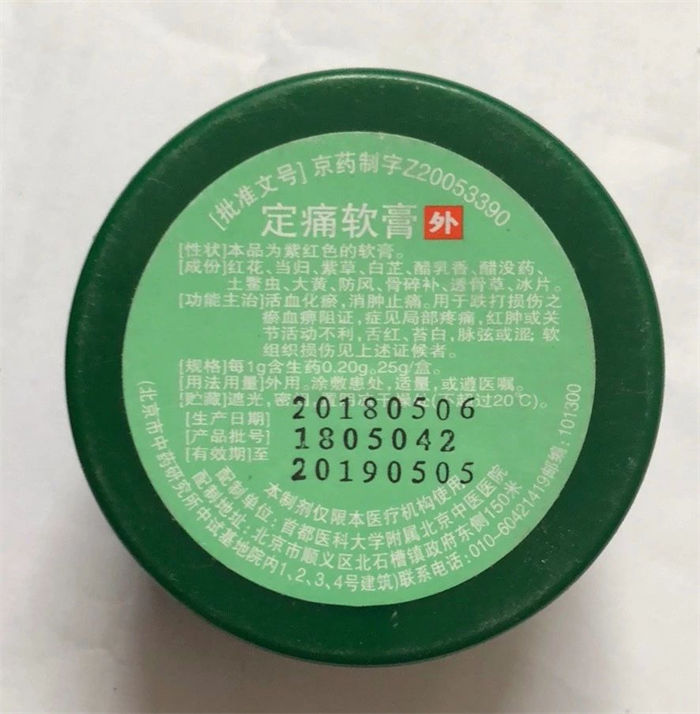 [批准文号] 京药制字Z20053390
定痛软膏 外
[性状]本品为紫红色的软膏。
[成份]红花、当归、紫草、白芷、醋乳香、醋没药、
土鳖虫、大黄、防风、骨碎补、透骨草、冰片。
[功能主治]活血化瘀，消肿止痛。用于跌打损伤之
瘀血痹阻证，症见局部疼痛，红肿或关
节活动不利，舌红、苔白，脉弦或涩；软
组织损伤见上述证候者。
[规格]每1g含生药0.20g。25g/盒。
[用法用量]外用。涂敷患处，适量，或遵医嘱。
[贮藏]遮光，密过20℃)。
[生产日期] 20180506
[产品批号] 1805042
[有效期]至 20190505
本制剂仅限本医疗机构使用
配制单位：首都医科大学附属北京中医医院
配制地址：北京市顺义区北石槽镇政府东侧150米
(北京市中药研究所中试基地院内1、2、3、4号建筑)联系电话：010-60421419邮编：101300